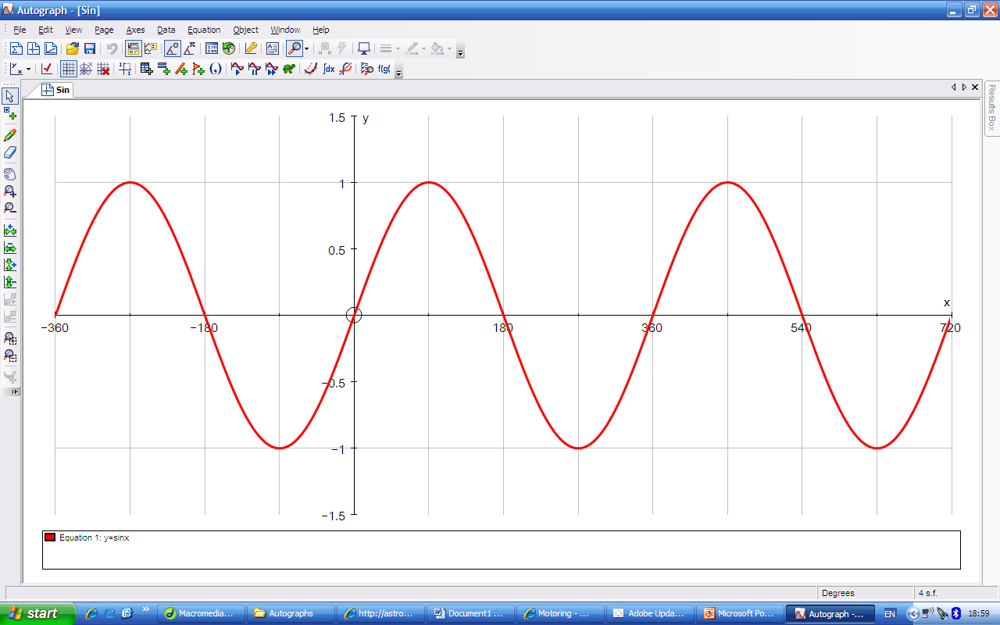 Autograph - [Sin]
File Edit View Page Axes Data Equation Object Window Help
∫dx f(g(
Sin
Results Box
1.5 y
1
0.5
x
−360 −180 180 360 540 720
−0.5
−1
−1.5
Equation 1: y=sinx
Degrees 4 s.f.
start Macromedia... Autographs http://astro... Document1 ... Motoring - ... Adobe Upda... Microsoft Po... Autograph -... EN 18:59